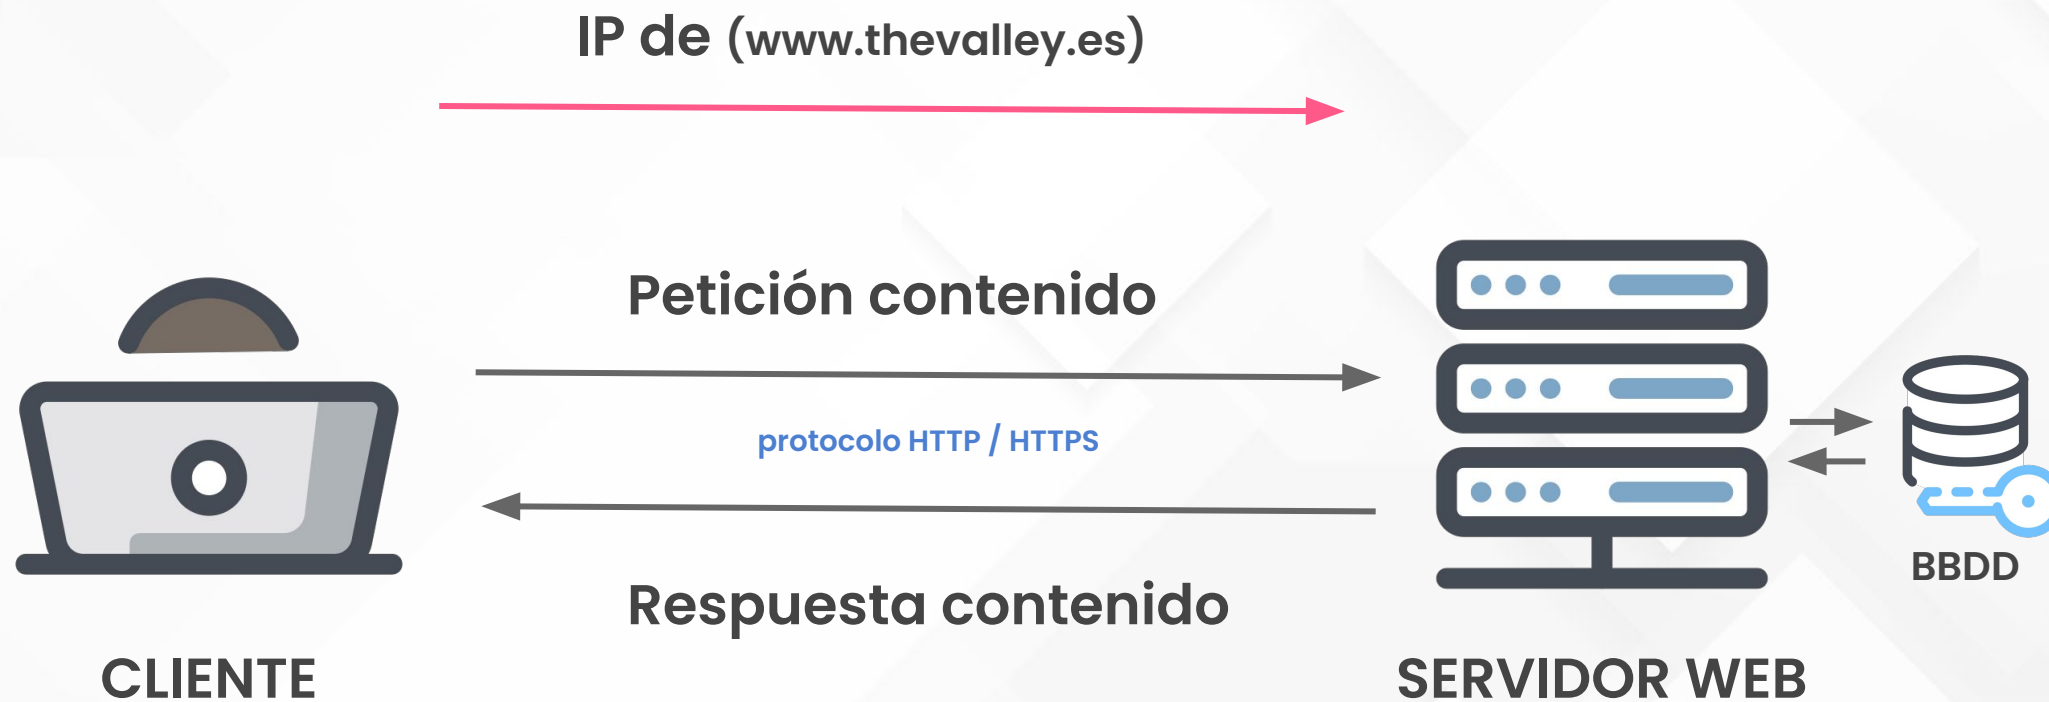 IP de (www.thevalley.es)
Petición contenido
protocolo HTTP / HTTPS
Respuesta contenido
BBDD
CLIENTE
SERVIDOR WEB